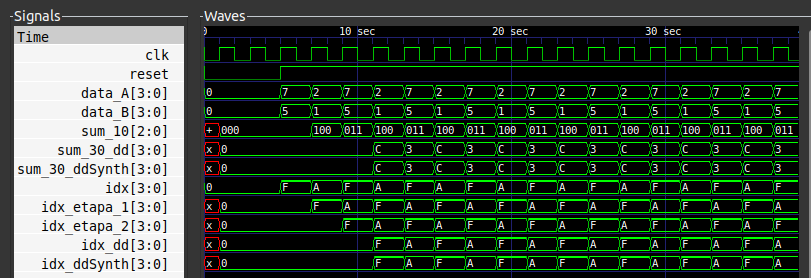 Signals Waves
Time 0 10 sec 20 sec 30 sec
clk
reset
data_A[3:0] 0 7 2 7 2 7 2 7 2 7 2 7 2 7 2 7 2 7
data_B[3:0] 0 5 1 5 1 5 1 5 1 5 1 5 1 5 1 5 1 5
sum_10[2:0] + 000 100 011 100 011 100 011 100 011 100 011 100 011 100 011 100 011
sum_30_dd[3:0] x 0 C 3 C 3 C 3 C 3 C 3 C 3 C 3
sum_30_ddSynth[3:0] x 0 C 3 C 3 C 3 C 3 C 3 C 3 C 3
idx[3:0] 0 F A F A F A F A F A F A F A F A F
idx_etapa_1[3:0] x 0 F A F A F A F A F A F A F A F A
idx_etapa_2[3:0] x 0 F A F A F A F A F A F A F A F
idx_dd[3:0] x 0 F A F A F A F A F A F A F A
idx_ddSynth[3:0] x 0 F A F A F A F A F A F A F A